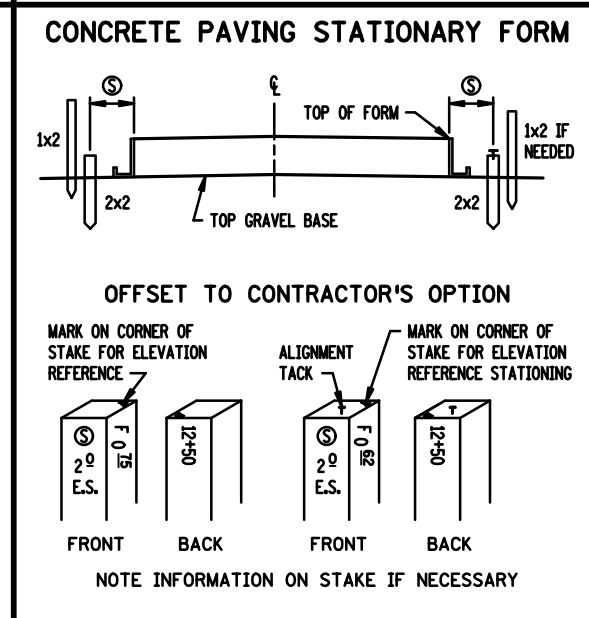 CONCRETE PAVING STATIONARY FORM
Ⓢ
℄
Ⓢ
TOP OF FORM
1x2
1x2 IF
NEEDED
2x2
2x2
TOP GRAVEL BASE
OFFSET TO CONTRACTOR'S OPTION
MARK ON CORNER OF
STAKE FOR ELEVATION
REFERENCE
ALIGNMENT
TACK
MARK ON CORNER OF
STAKE FOR ELEVATION
REFERENCE STATIONING
Ⓢ
2º
E.S.
F 0 75
12+50
Ⓢ
2º
E.S.
F 0 62
12+50
FRONT
BACK
FRONT
BACK
NOTE INFORMATION ON STAKE IF NECESSARY